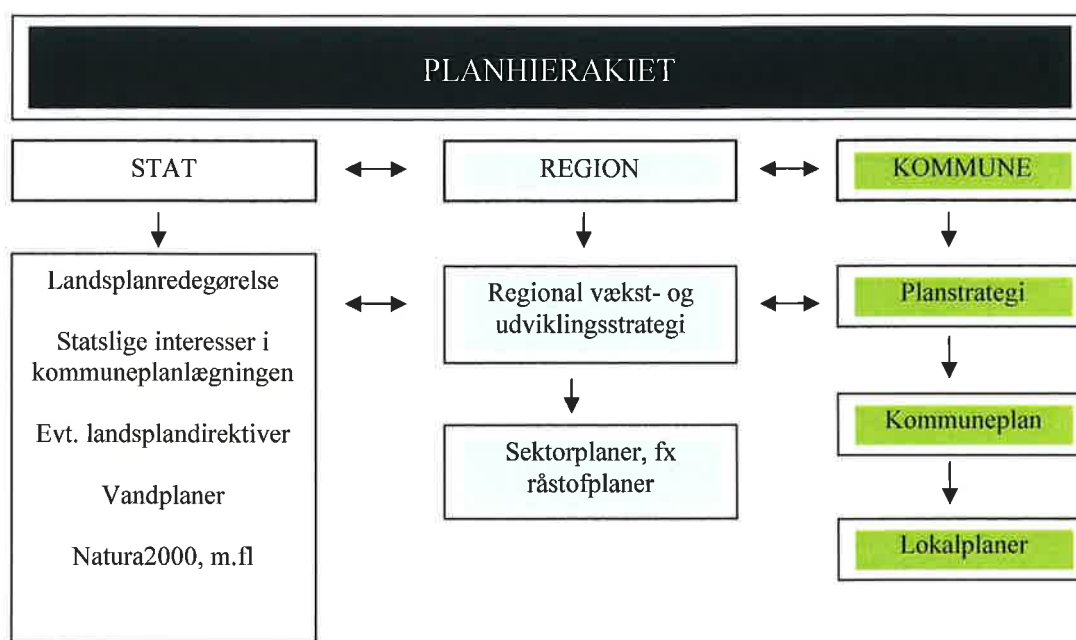 PLANHIERAKIET
STAT
REGION
KOMMUNE
Landsplanredegørelse
Statslige interesser i
kommuneplanlægningen
Evt. landsplandirektiver
Vandplaner
Natura2000, m.fl
Regional vækst- og
udviklingsstrategi
Sektorplaner, fx
råstofplaner
Planstrategi
Kommuneplan
Lokalplaner